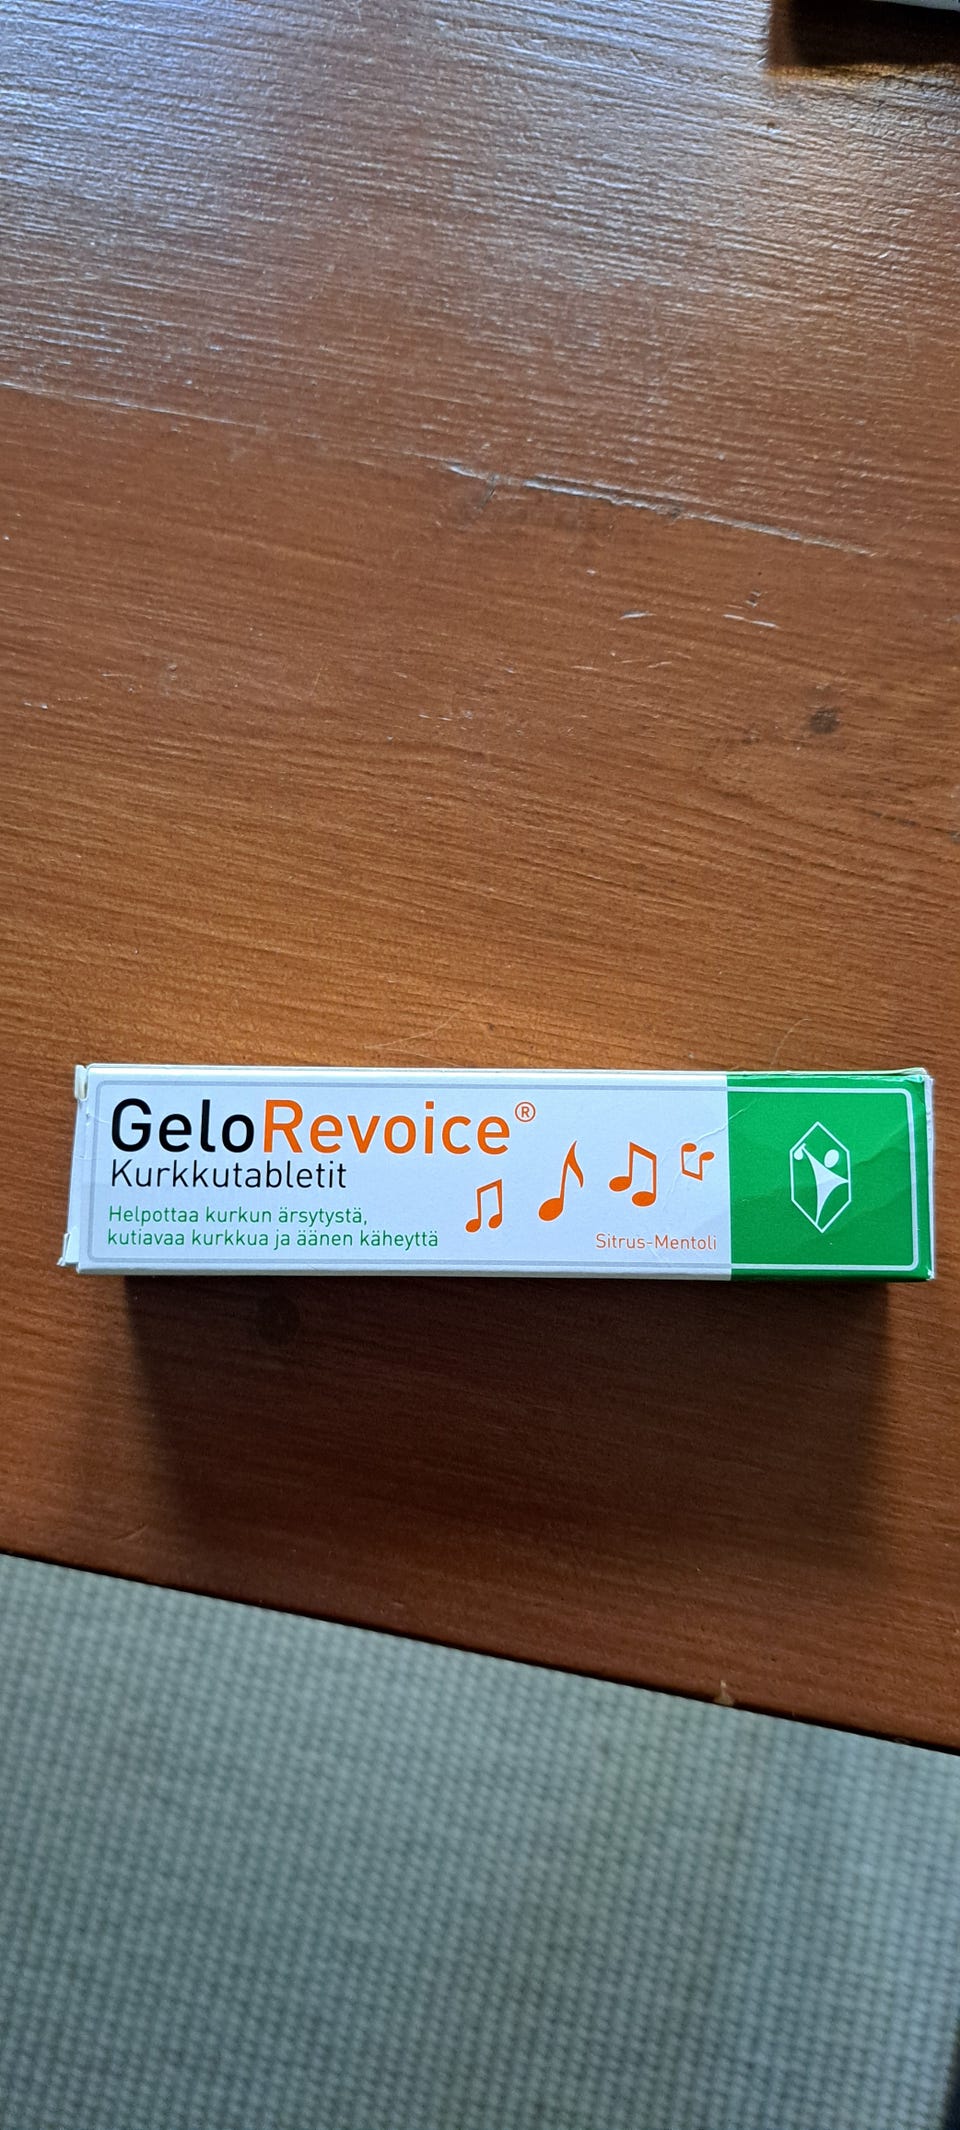 GeloRevoice®
Kurkkutabletit
Helpottaa kurkun ärsytystä,
kutiavaa kurkkua ja äänen käheyttä
Sitrus-Mentoli